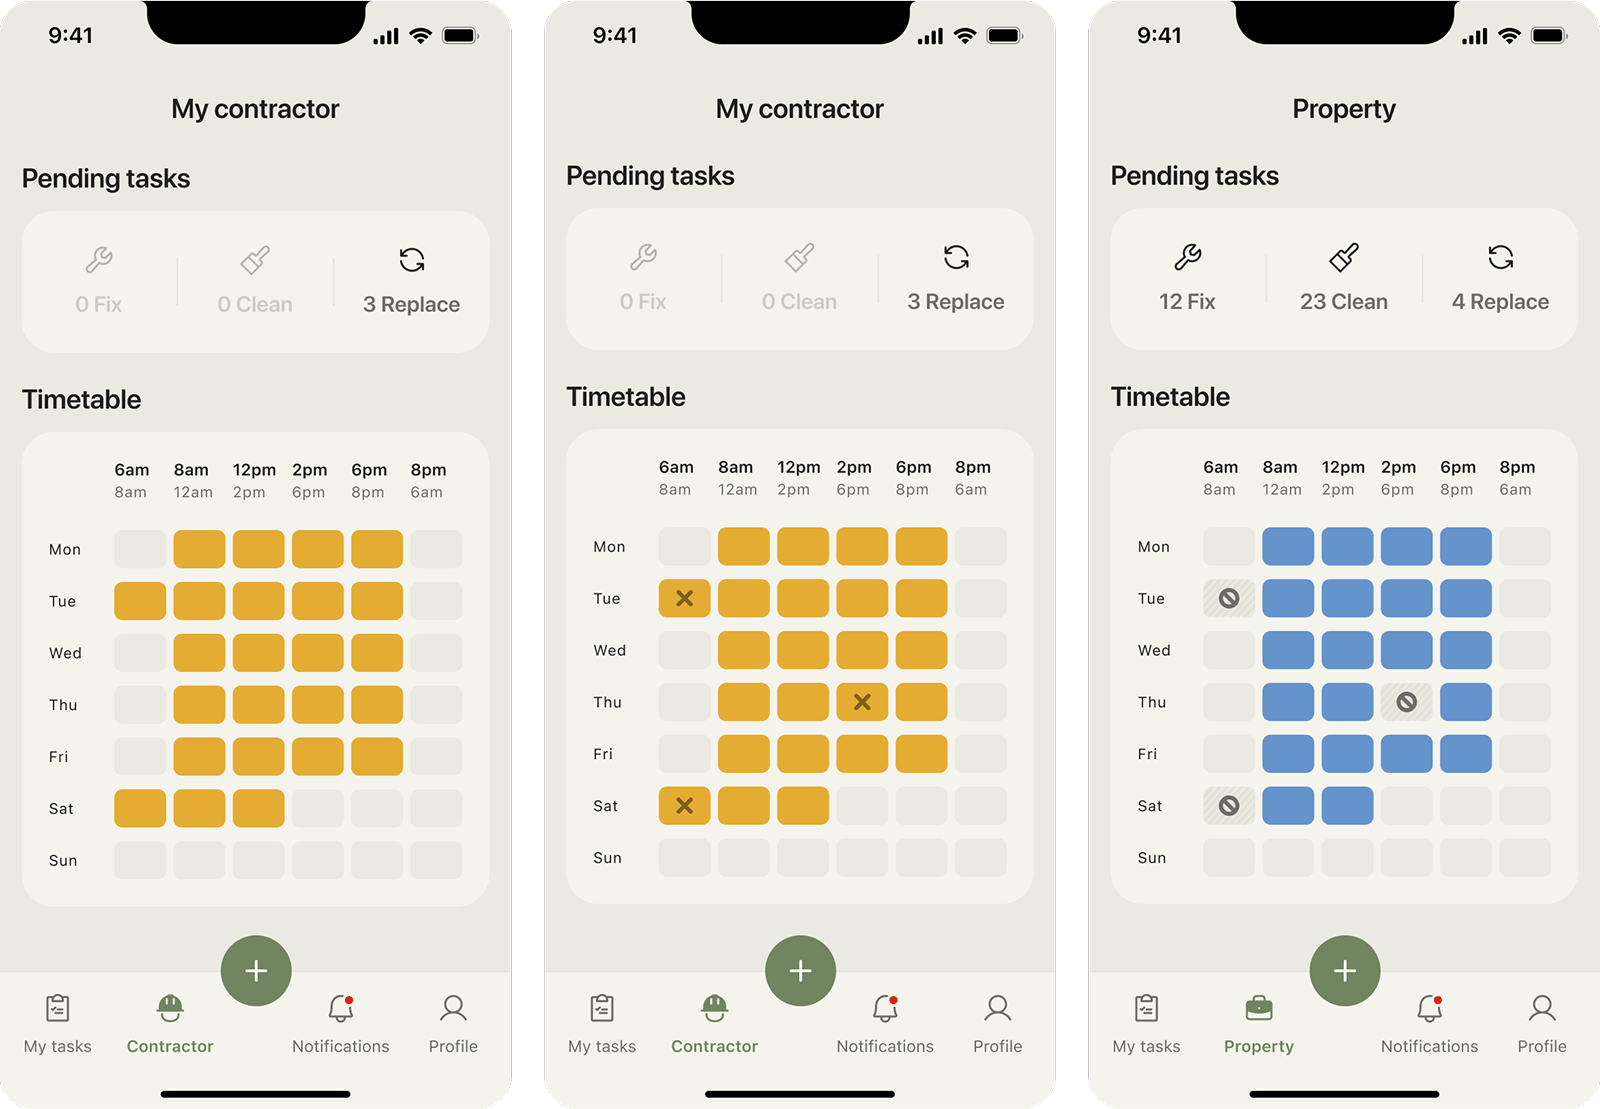 9:41
My contractor
Pending tasks
0 Fix
0 Clean
3 Replace
Timetable
6am 8am 12pm 2pm 6pm 8pm
8am 12am 2pm 6pm 8pm 6am
Mon
Tue
Wed
Thu
Fri
Sat
Sun
My tasks
Contractor
Notifications
Profile
9:41
My contractor
Pending tasks
0 Fix
0 Clean
3 Replace
Timetable
6am 8am 12pm 2pm 6pm 8pm
8am 12am 2pm 6pm 8pm 6am
Mon
Tue
Wed
Thu
Fri
Sat
Sun
My tasks
Contractor
Notifications
Profile
9:41
Property
Pending tasks
12 Fix
23 Clean
4 Replace
Timetable
6am 8am 12pm 2pm 6pm 8pm
8am 12am 2pm 6pm 8pm 6am
Mon
Tue
Wed
Thu
Fri
Sat
Sun
My tasks
Property
Notifications
Profile